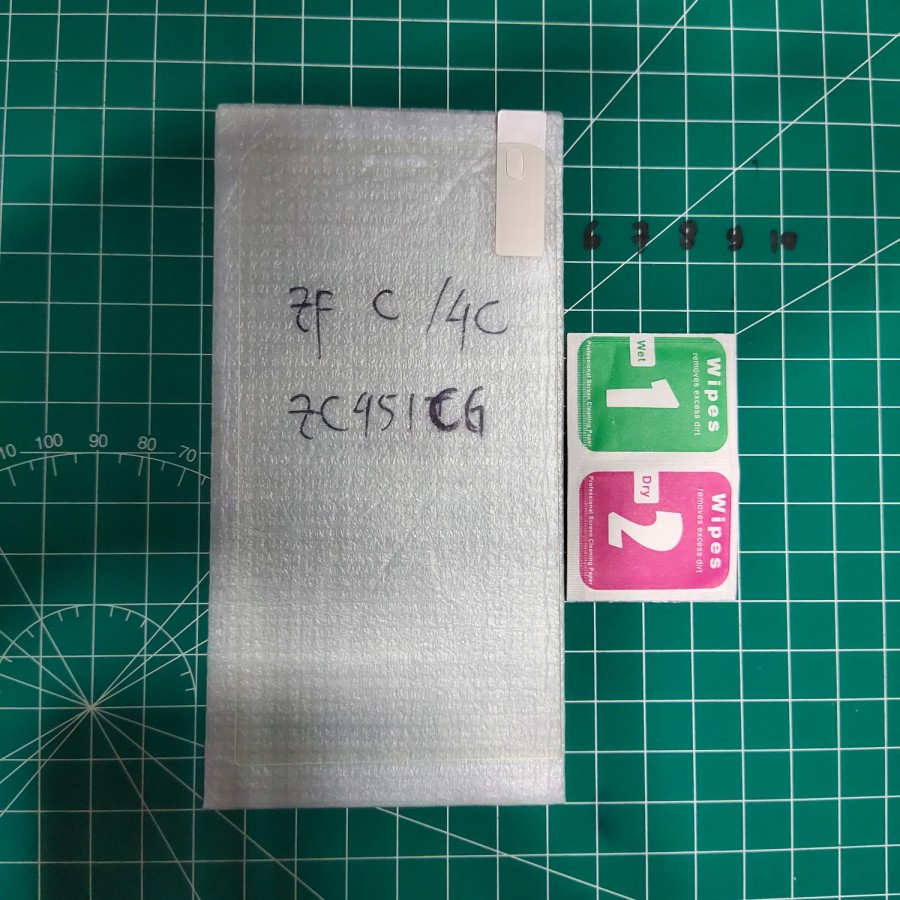 ZF C /4C
ZC451CG
6 7 8 9 10
Wipes
removes excess dirt
Wet
1
Professional Screen Cleaning Paper
Wipes
removes excess dirt
Dry
2
Professional Screen Cleaning Paper
10 100 90 80 70